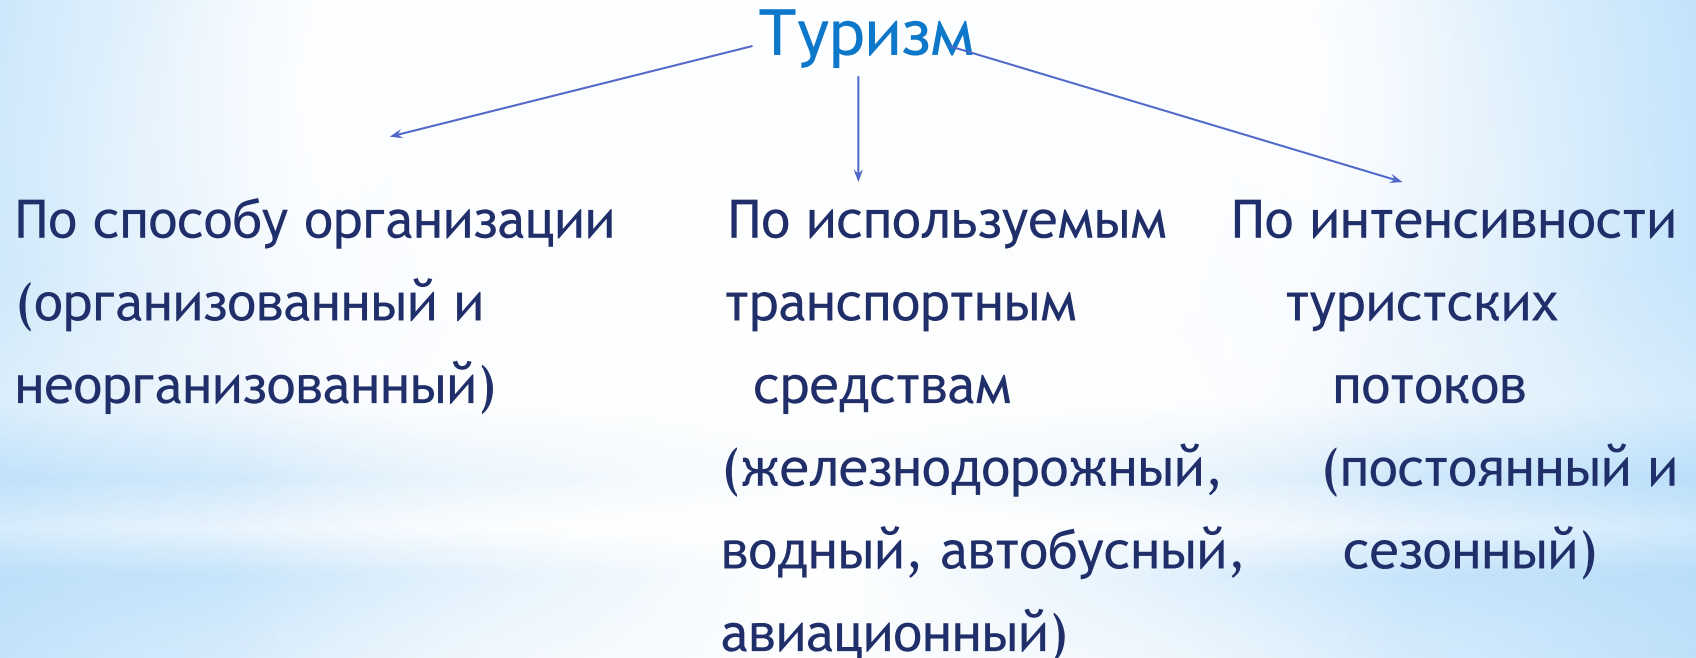 Туризм
По способу организации
(организованный и
неорганизованный)
По используемым
транспортным
средствам
(железнодорожный,
водный, автобусный,
авиационный)
По интенсивности
туристских
потоков
(постоянный и
сезонный)